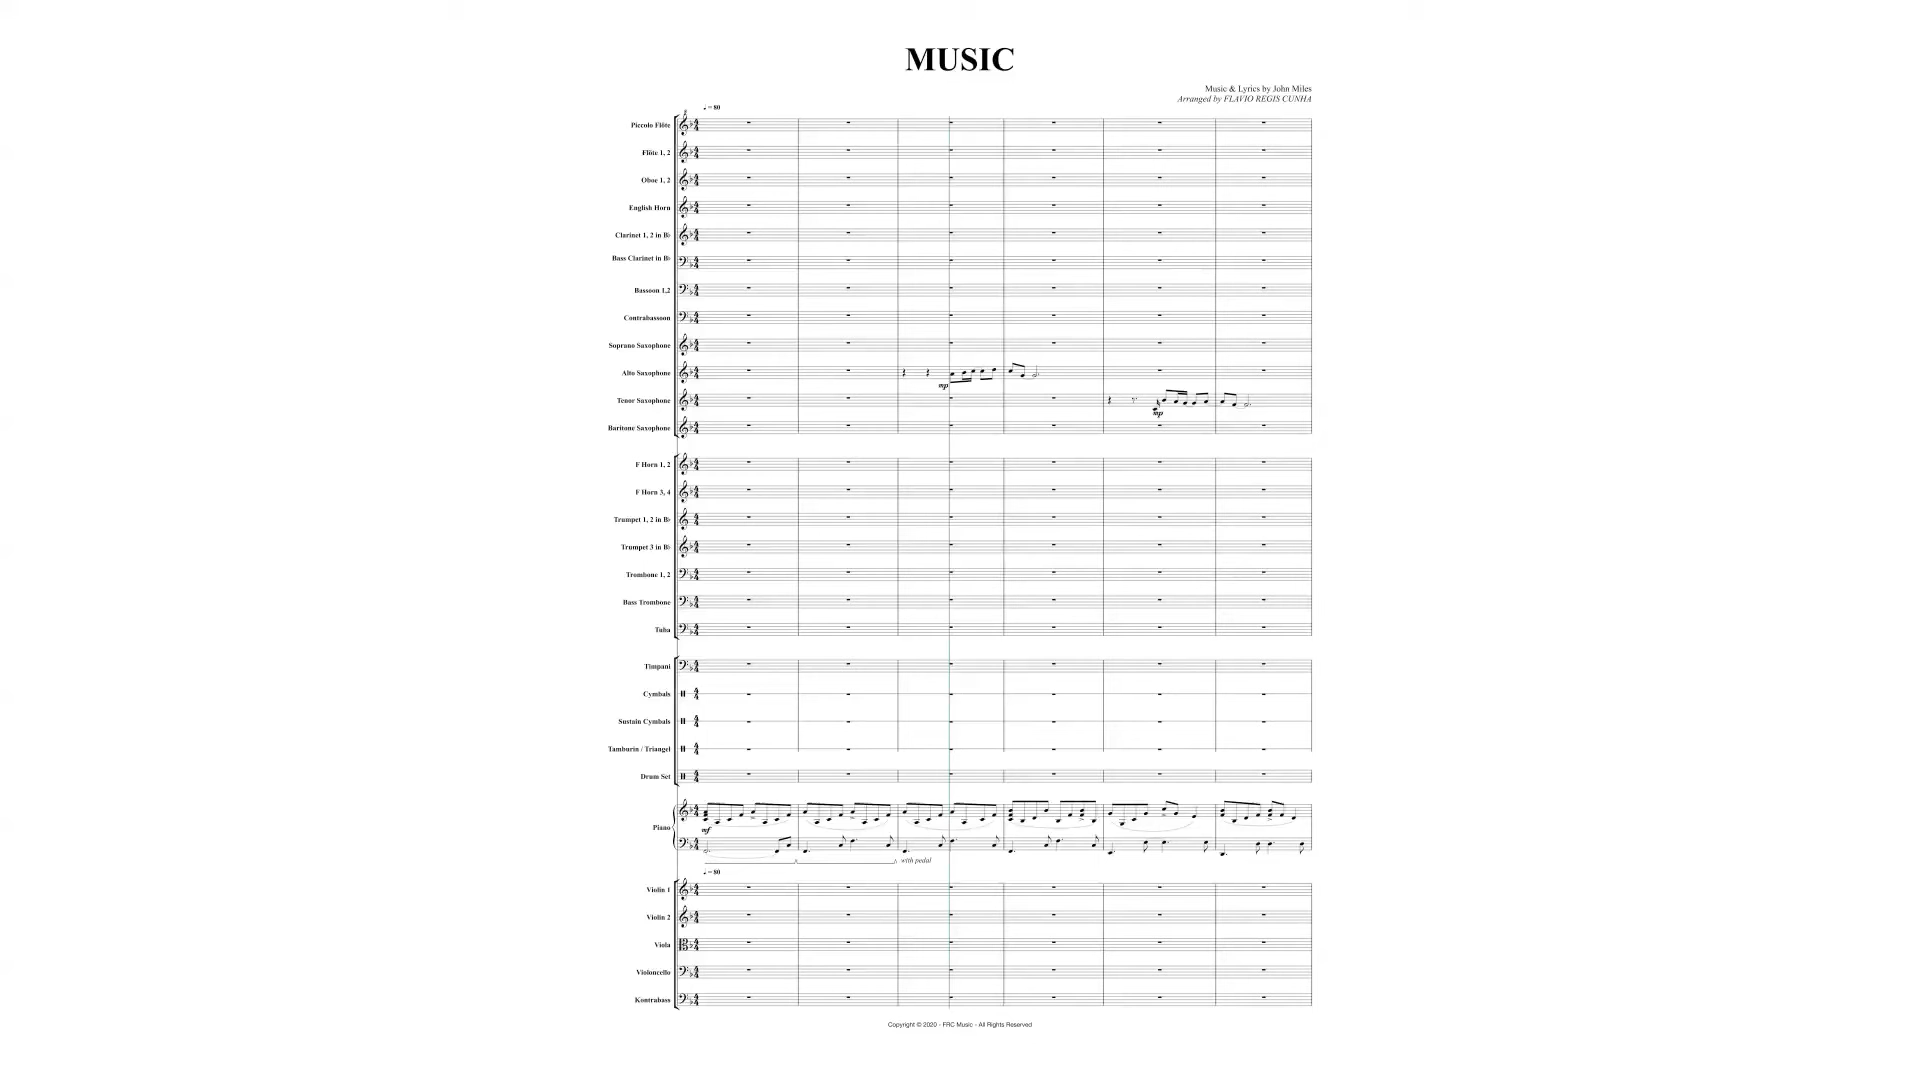 MUSIC
Music & Lyrics by John Miles
Arranged by FLAVIO REGIS CUNHA
♩ = 80
Piccolo Flöte
Flöte 1, 2
Oboe 1, 2
English Horn
Clarinet 1, 2 in B♭
Bass Clarinet in B♭
Bassoon 1,2
Contrabassoon
Soprano Saxophone
Alto Saxophone
mp
Tenor Saxophone
mp
Baritone Saxophone
F Horn 1, 2
F Horn 3, 4
Trumpet 1, 2 in B♭
Trumpet 3 in B♭
Trombone 1, 2
Bass Trombone
Tuba
Timpani
Cymbals
Sustain Cymbals
Tamburin / Triangel
Drum Set
Piano
mf
with pedal
♩ = 80
Violin 1
Violin 2
Viola
Violoncello
Kontrabass
Copyright © 2020 - FRC Music - All Rights Reserved